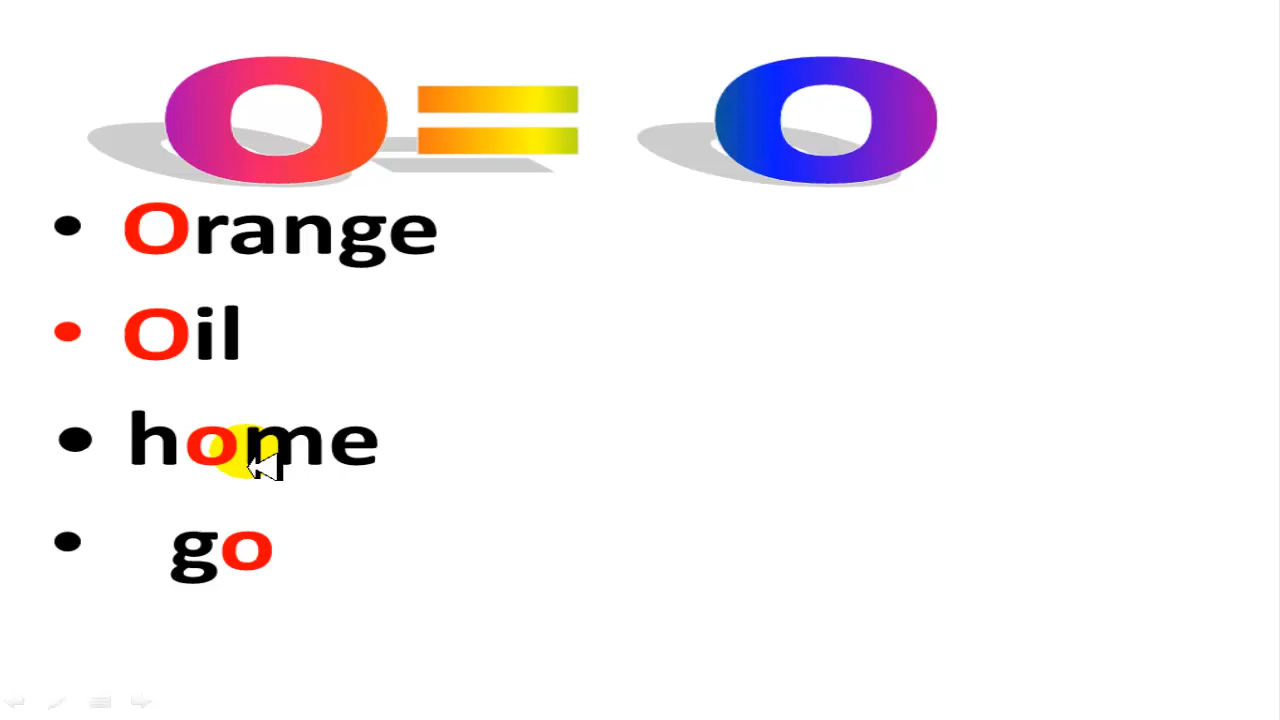 O= O
• Orange
• Oil
• home
• go